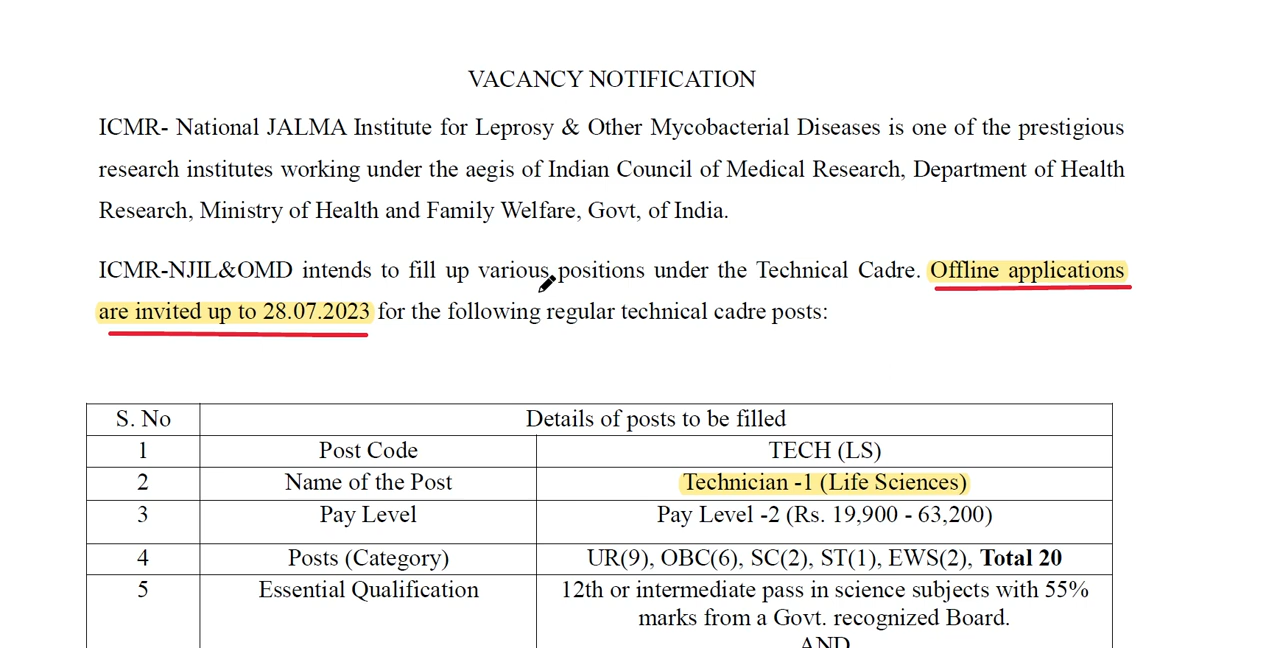 VACANCY NOTIFICATION
ICMR- National JALMA Institute for Leprosy & Other Mycobacterial Diseases is one of the prestigious
research institutes working under the aegis of Indian Council of Medical Research, Department of Health
Research, Ministry of Health and Family Welfare, Govt, of India.
ICMR-NJIL&OMD intends to fill up various positions under the Technical Cadre. Offline applications
are invited up to 28.07.2023 for the following regular technical cadre posts:
S. No Details of posts to be filled
1 Post Code TECH (LS)
2 Name of the Post Technician -1 (Life Sciences)
3 Pay Level Pay Level -2 (Rs. 19,900 - 63,200)
4 Posts (Category) UR(9), OBC(6), SC(2), ST(1), EWS(2), Total 20
5 Essential Qualification 12th or intermediate pass in science subjects with 55%
marks from a Govt. recognized Board.
AND